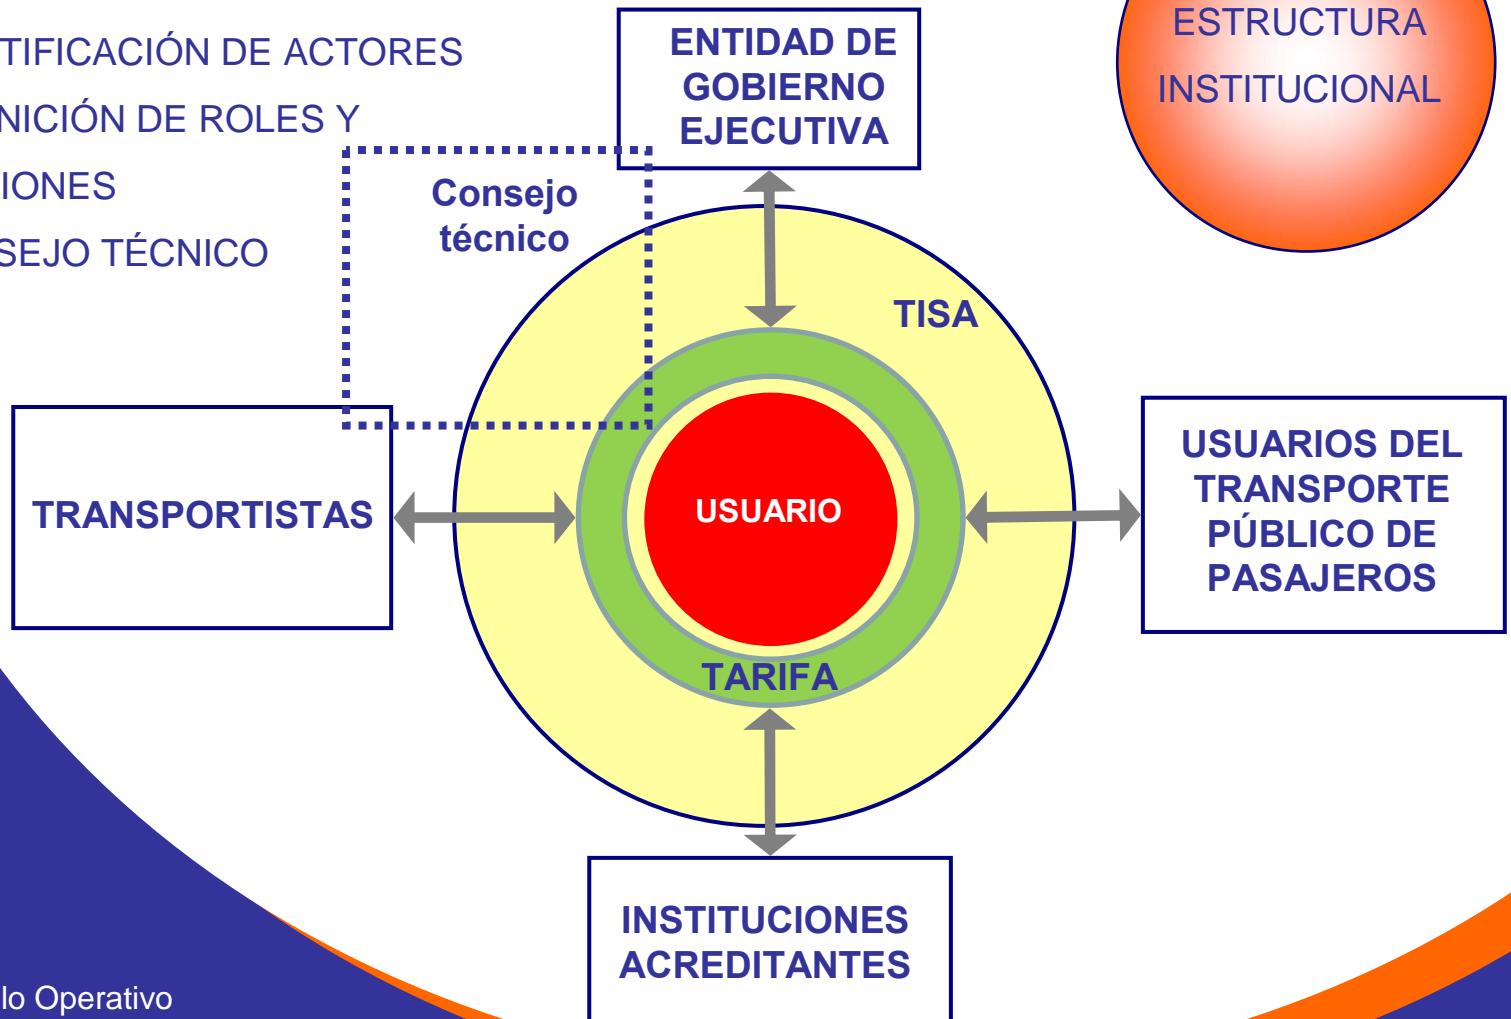 TIFICACIÓN DE ACTORES
NICIÓN DE ROLES Y
IONES
SEJO TÉCNICO
ENTIDAD DE
GOBIERNO
EJECUTIVA
ESTRUCTURA
INSTITUCIONAL
Consejo
técnico
TISA
TRANSPORTISTAS
USUARIO
USUARIOS DEL
TRANSPORTE
PÚBLICO DE
PASAJEROS
TARIFA
INSTITUCIONES
ACREDITANTES
lo Operativo